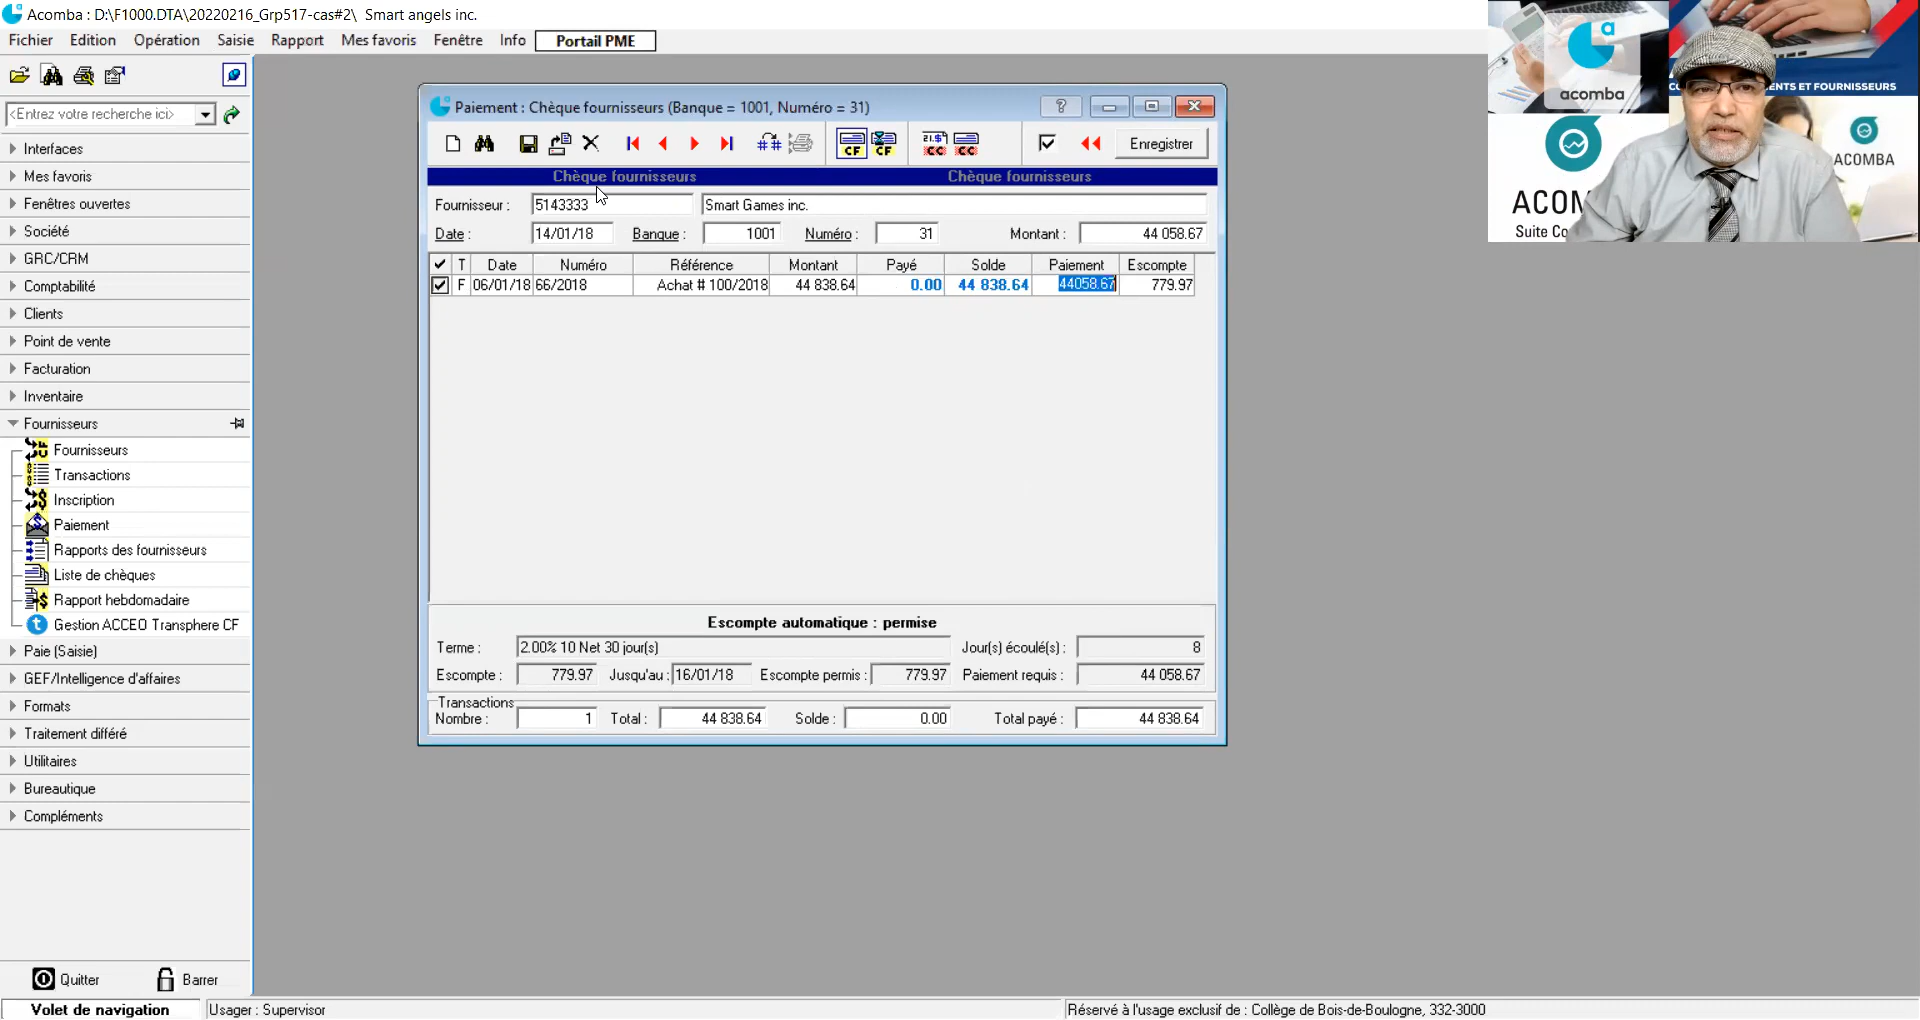 Acomba : D:\F1000.DTA\20220216_Grp517-cas#2\ Smart angels inc.
Fichier Edition Opération Saisie Rapport Mes favoris Fenêtre Info Portail PME
<Entrez votre recherche ici>
Interfaces
Mes favoris
Fenêtres ouvertes
Société
GRC/CRM
Comptabilité
Clients
Point de vente
Facturation
Inventaire
Fournisseurs
Fournisseurs
Transactions
Inscription
Paiement
Rapports des fournisseurs
Liste de chèques
Rapport hebdomadaire
Gestion ACCEO Transphere CF
Paie (Saisie)
GEF/Intelligence d'affaires
Formats
Traitement différé
Utilitaires
Bureautique
Compléments
Quitter Barrer
Volet de navigation Usager : Supervisor Réservé à l'usage exclusif de : Collège de Bois-de-Boulogne, 332-3000
Paiement : Chèque fournisseurs (Banque = 1001, Numéro = 31)
CF CF CC CC Enregistrer
Chèque fournisseurs Chèque fournisseurs
Fournisseur : 5143333 Smart Games inc.
Date : 14/01/18 Banque : 1001 Numéro : 31 Montant : 44 058.67
T Date Numéro Référence Montant Payé Solde Paiement Escompte
F 06/01/18 66/2018 Achat # 100/2018 44 838.64 0.00 44 838.64 44058.67 779.97
Escompte automatique : permise
Terme : 2.00% 10 Net 30 jour(s) Jour(s) écoulé(s) : 8
Escompte : 779.97 Jusqu'au : 16/01/18 Escompte permis : 779.97 Paiement requis : 44 058.67
Transactions
Nombre : 1 Total : 44 838.64 Solde : 0.00 Total payé : 44 838.64
acomba
ENTS ET FOURNISSEURS
ACOMBA
Suite Co